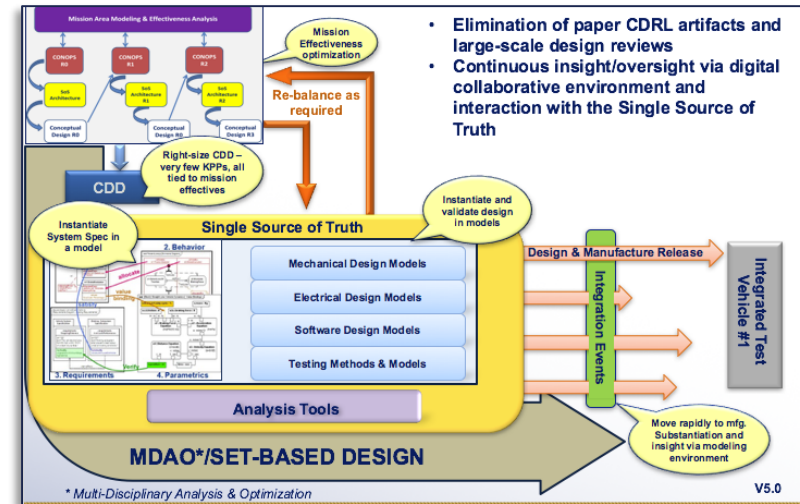 Mission Area Modeling & Effectiveness Analysis
CONOPS
R0
CONOPS
R1
CONOPS
R2
SoS
Architecture
SoS
Architecture
R1
SoS
Architecture
R2
Conceptual
Design R0
Conceptual
Design R0
Conceptual
Design R3
Mission
Effectiveness
optimization
Re-balance as
required
• Elimination of paper CDRL artifacts and
large-scale design reviews
• Continuous insight/oversight via digital
collaborative environment and
interaction with the Single Source of
Truth
CDD
Right-size CDD –
very few KPPs, all
tied to mission
effectives
Instantiate
System Spec in
a model
Single Source of Truth
Instantiate and
validate design
in models
2. Behavior
allocate
value
binding
satisfy
Verify
3. Requirements
4. Parametrics
Mechanical Design Models
Electrical Design Models
Software Design Models
Testing Methods & Models
Analysis Tools
Design & Manufacture Release
Integration Events
Integrated Test
Vehicle #1
Move rapidly to mfg.
Substantiation and
insight via modeling
environment
MDAO*/SET-BASED DESIGN
* Multi-Disciplinary Analysis & Optimization
V5.0